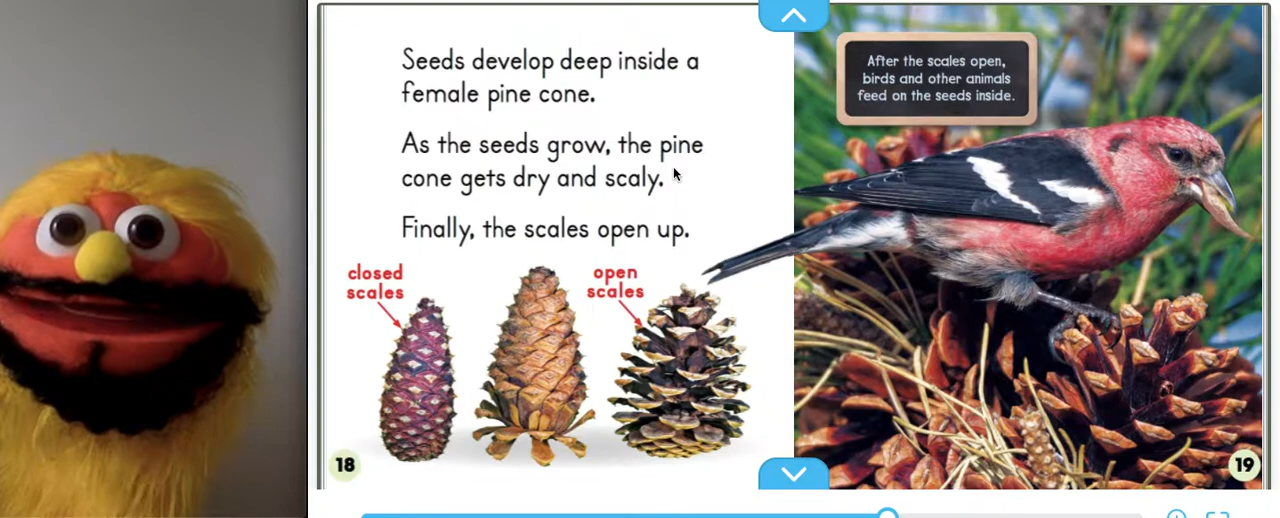 Seeds develop deep inside a
female pine cone.
As the seeds grow, the pine
cone gets dry and scaly.
Finally, the scales open up.
closed
scales
open
scales
18
After the scales open,
birds and other animals
feed on the seeds inside.
19